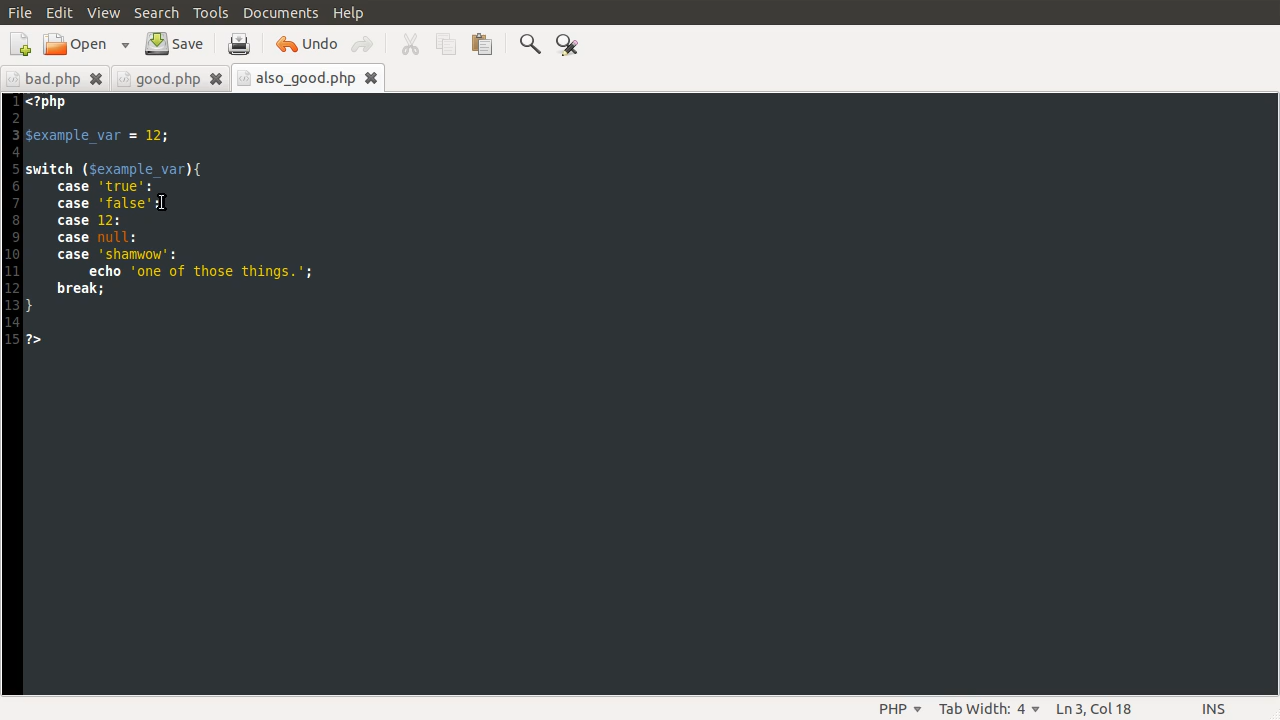 File Edit View Search Tools Documents Help
Open Save Undo
bad.php good.php also_good.php
1 <?php
2
3 $example_var = 12;
4
5 switch ($example_var){
6     case 'true':
7     case 'false':
8     case 12:
9     case null:
10     case 'shamwow':
11         echo 'one of those things.';
12     break;
13 }
14
15 ?>
PHP Tab Width: 4 Ln 3, Col 18 INS